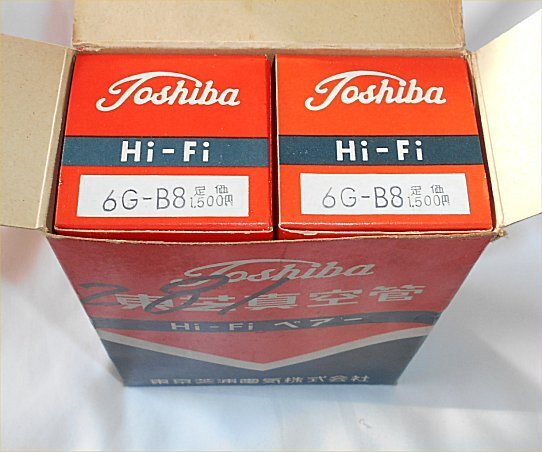 Toshiba
Hi-Fi
6G-B8 定価 1,500円
Toshiba
Hi-Fi
6G-B8 定価 1,500円
Toshiba
東芝真空管
Hi-Fi ペアー
東京芝浦電気株式会社